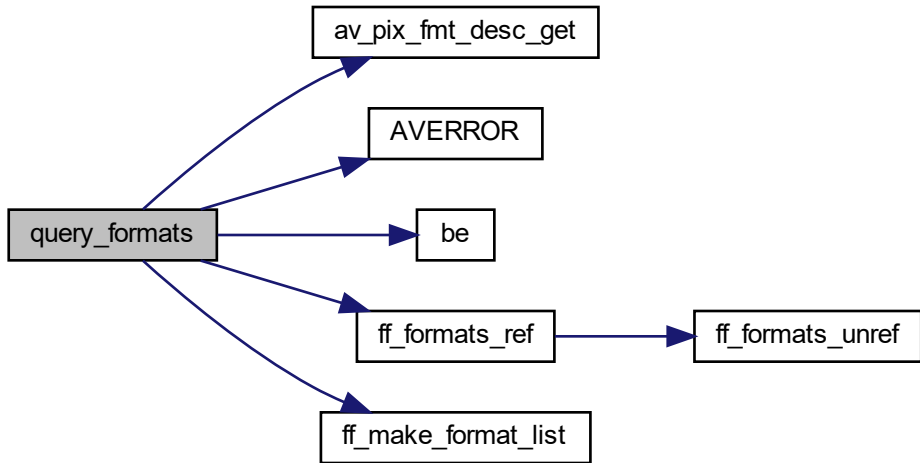 av_pix_fmt_desc_get
AVERROR
query_formats
be
ff_formats_ref
ff_formats_unref
ff_make_format_list